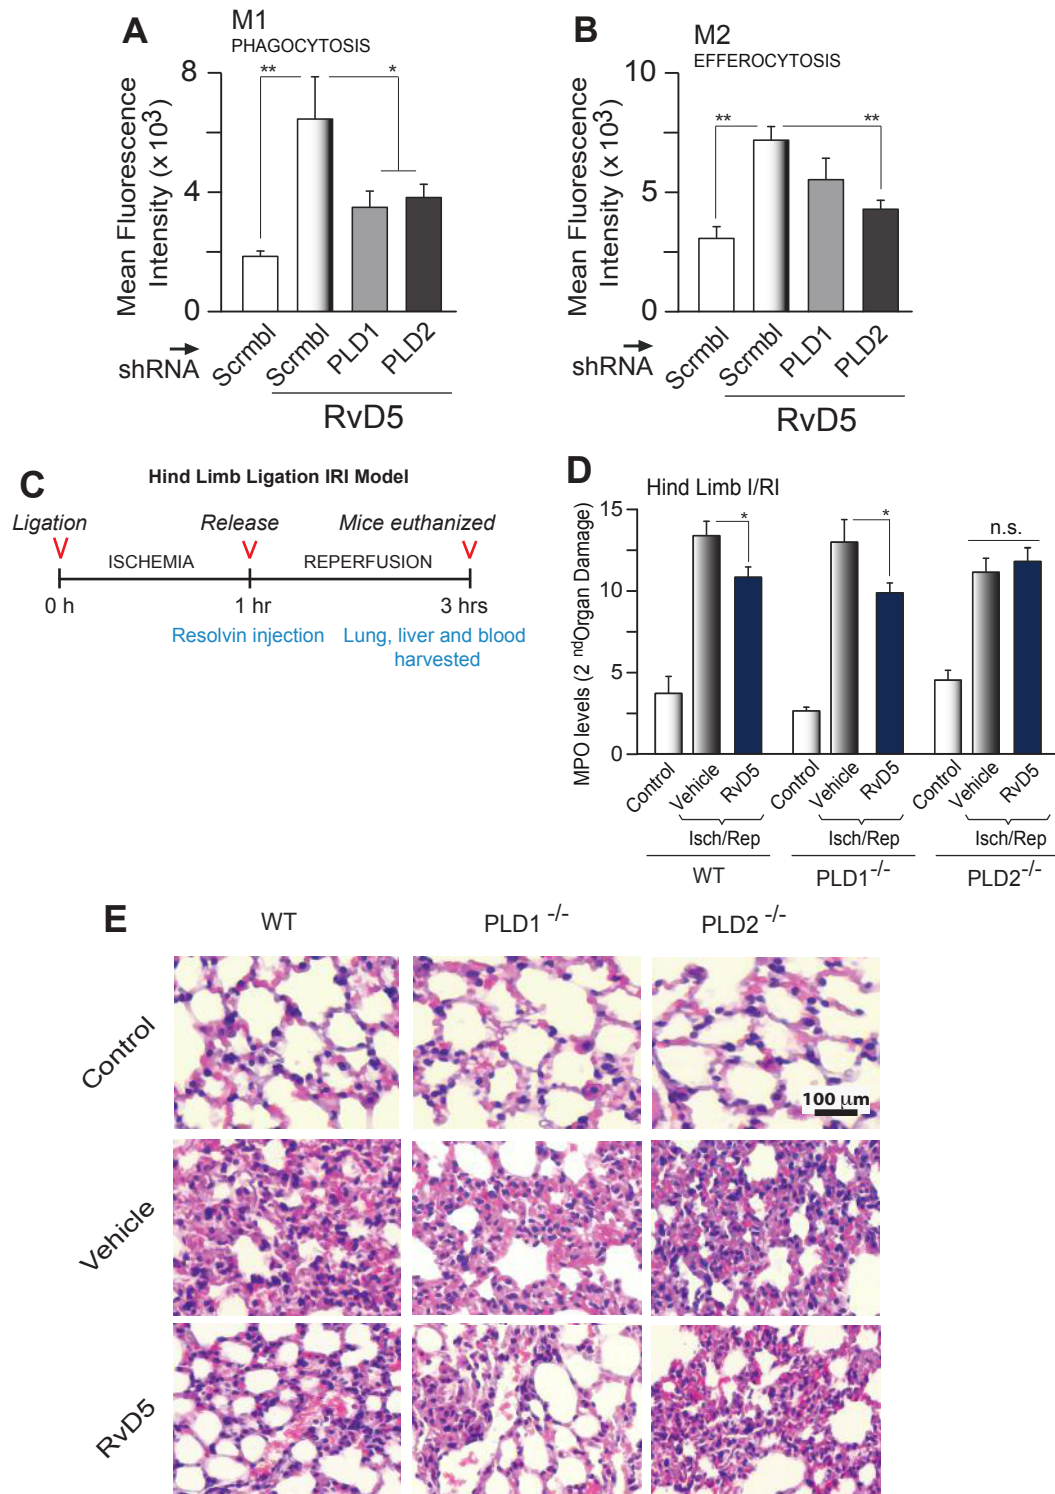 A
M1
PHAGOCYTOSIS
Mean Fluorescence
Intensity (x 10³)
8
4
0
** *
shRNA
Scrmbl
Scrmbl
PLD1
PLD2
RvD5
B
M2
EFFEROCYTOSIS
Mean Fluorescence
Intensity (x 10³)
10
5
0
** **
shRNA
Scrmbl
Scrmbl
PLD1
PLD2
RvD5
C
Hind Limb Ligation IRI Model
Ligation Release Mice euthanized
ISCHEMIA REPERFUSION
0 h 1 hr 3 hrs
Resolvin injection Lung, liver and blood
harvested
D
Hind Limb I/RI
MPO levels (2 ndOrgan Damage)
15
10
5
0
* * n.s.
Control Vehicle RvD5 Control Vehicle RvD5 Control Vehicle RvD5
Isch/Rep Isch/Rep Isch/Rep
WT PLD1-/- PLD2-/-
E
WT PLD1 -/- PLD2 -/-
Control
100 µm
Vehicle
RvD5